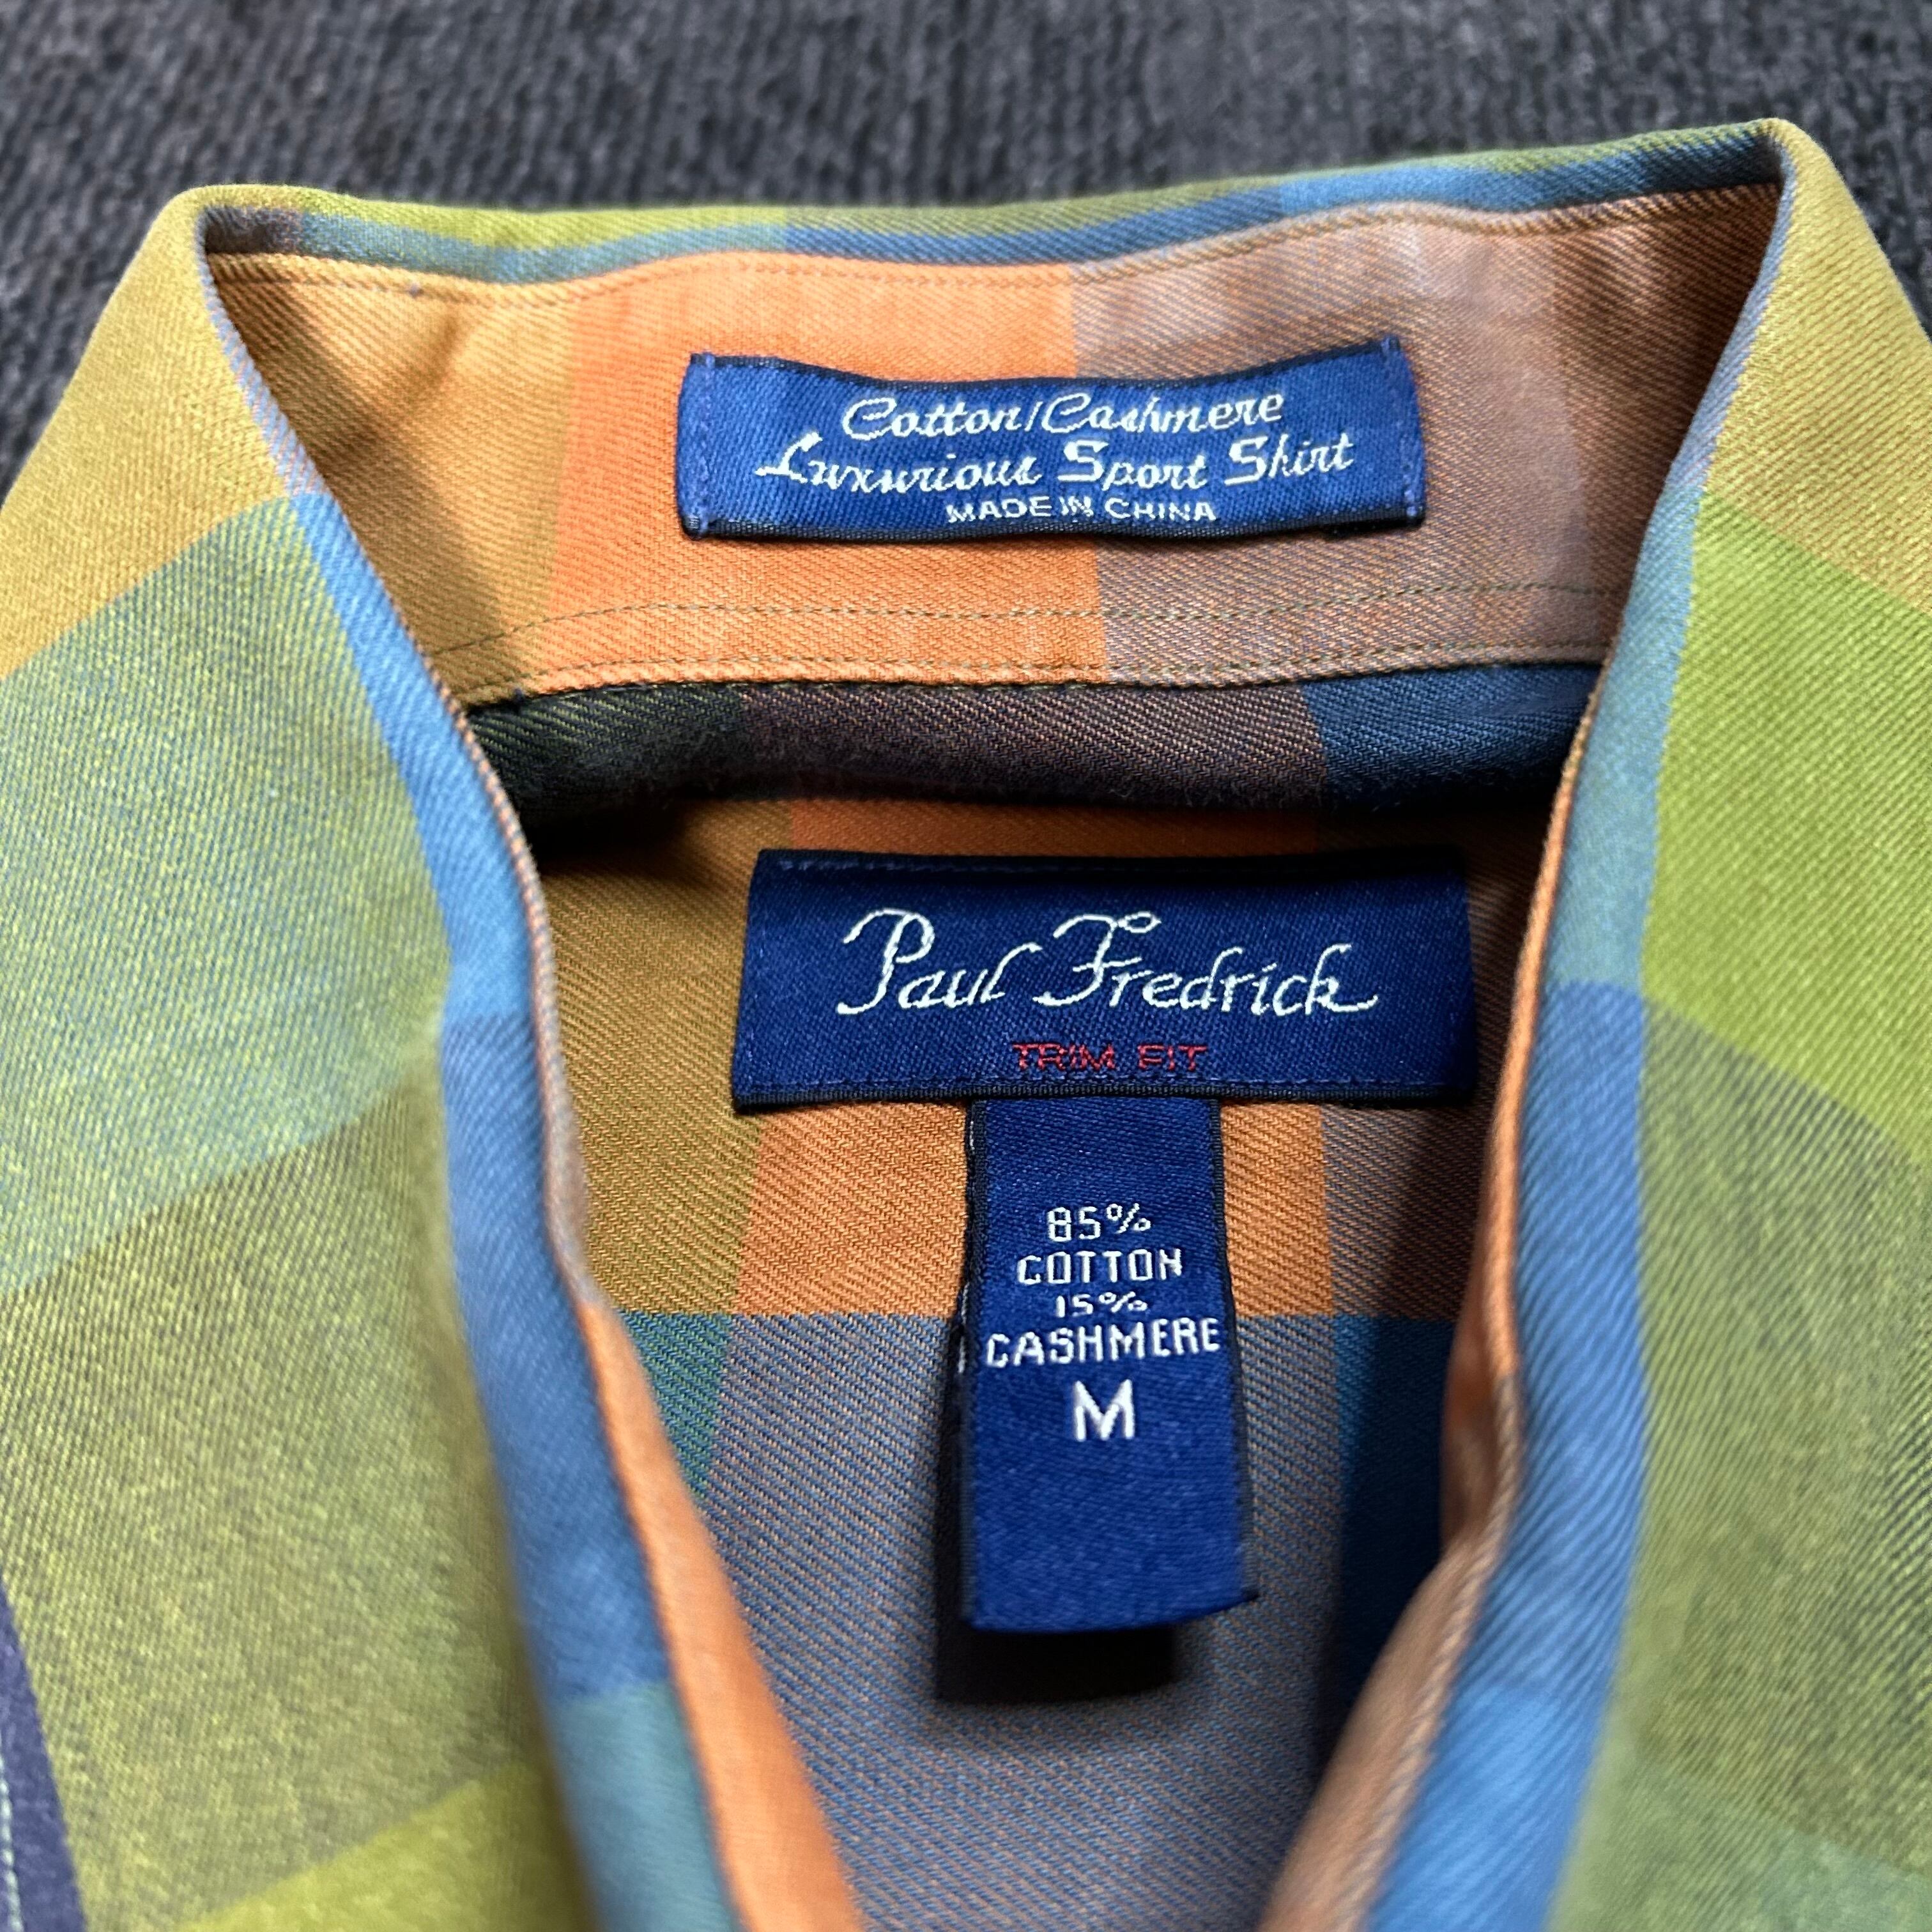 Cotton/Cashmere
Luxurious Sport Shirt
MADE IN CHINA
Paul Fredrick
TRIM FIT
85%
COTTON
15%
CASHMERE
M